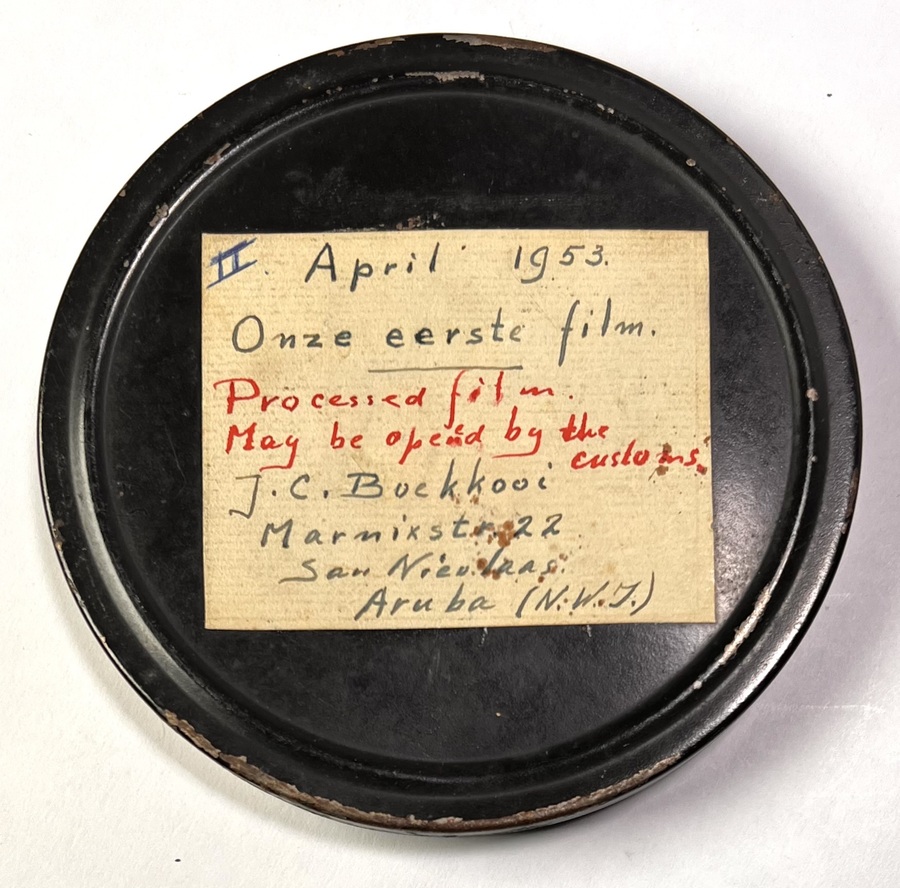 II. April 1953.
Onze eerste film.
Processed film.
May be opend by the
customs.
J.C. Boekkooi
Marnixstr. 22
San Nicolaas.
Aruba (N.W.I.)